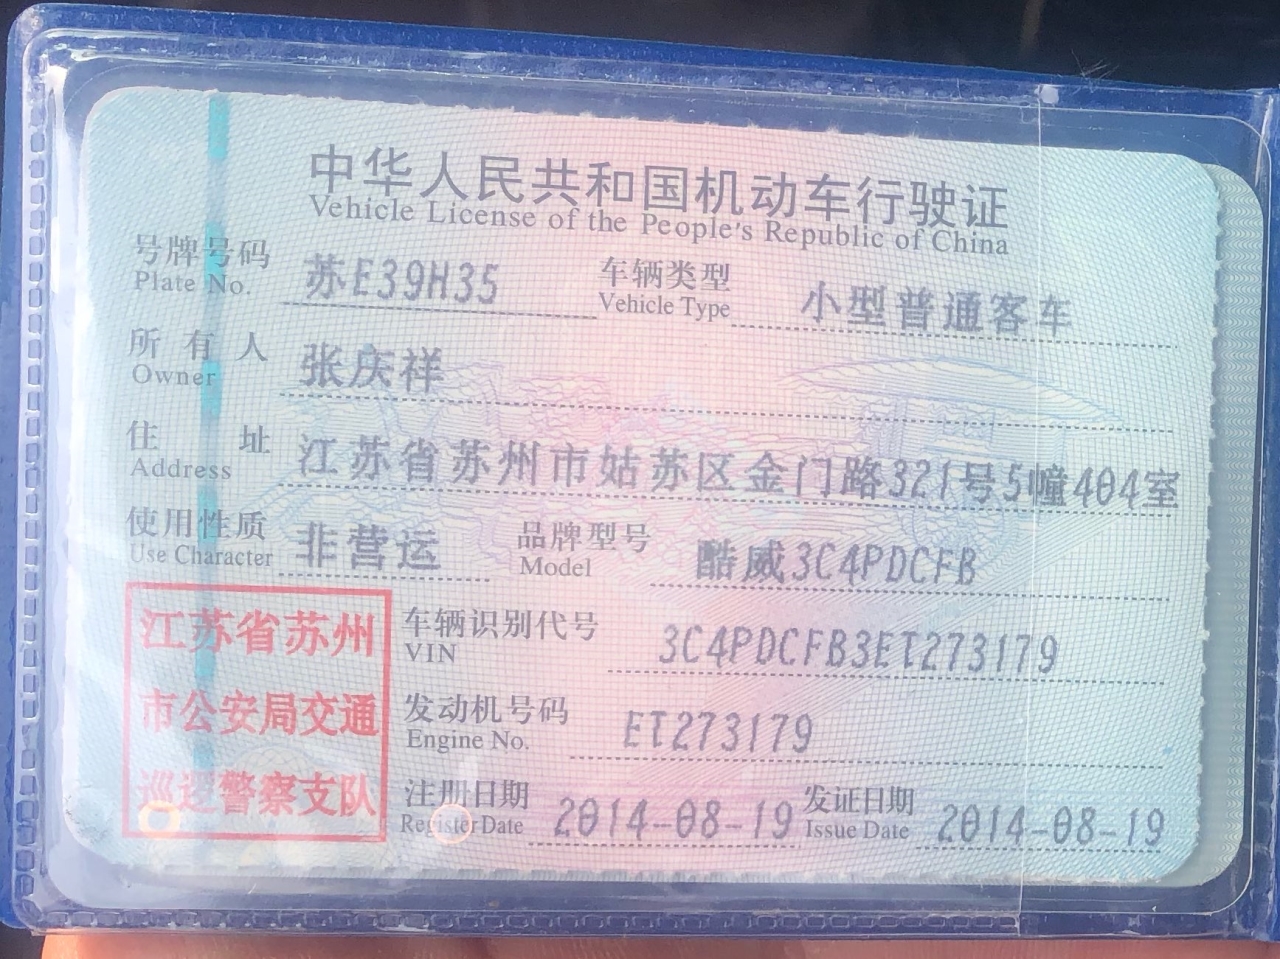 中华人民共和国机动车行驶证
Vehicle License of the People's Republic of China
号牌号码 Plate No. 苏E39H35 车辆类型 Vehicle Type 小型普通客车
所有人 Owner 张庆祥
住址 Address 江苏省苏州市姑苏区金门路321号5幢404室
使用性质 Use Character 非营运 品牌型号 Model 酷威3C4PDCFB
江苏省苏州
市公安局交通
巡逻警察支队
车辆识别代号 VIN 3C4PDCFB3ET273179
发动机号码 Engine No. ET273179
注册日期 Register Date 2014-08-19 发证日期 Issue Date 2014-08-19